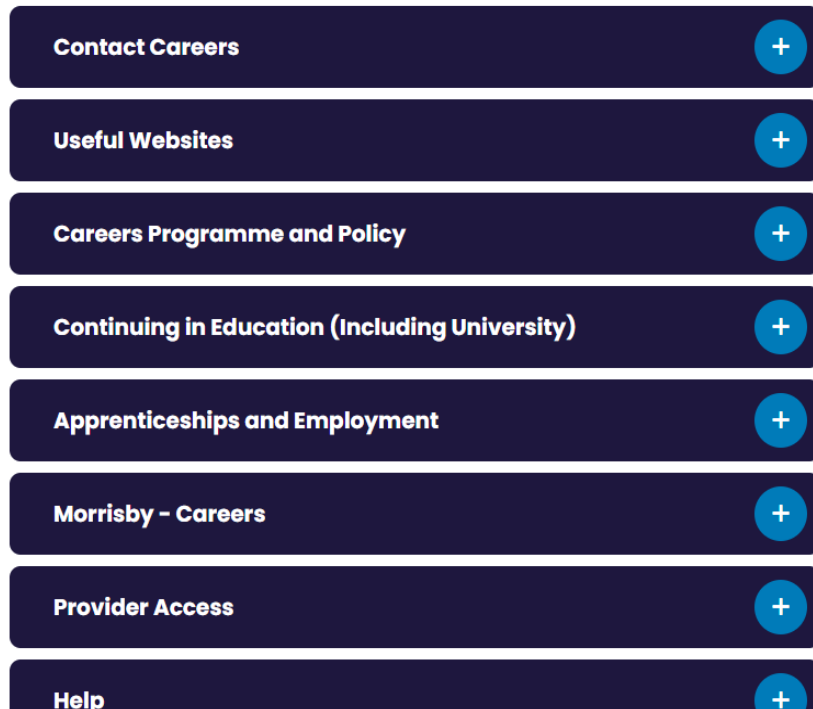 Contact Careers +
Useful Websites +
Careers Programme and Policy +
Continuing in Education (Including University) +
Apprenticeships and Employment +
Morrisby - Careers +
Provider Access +
Help +